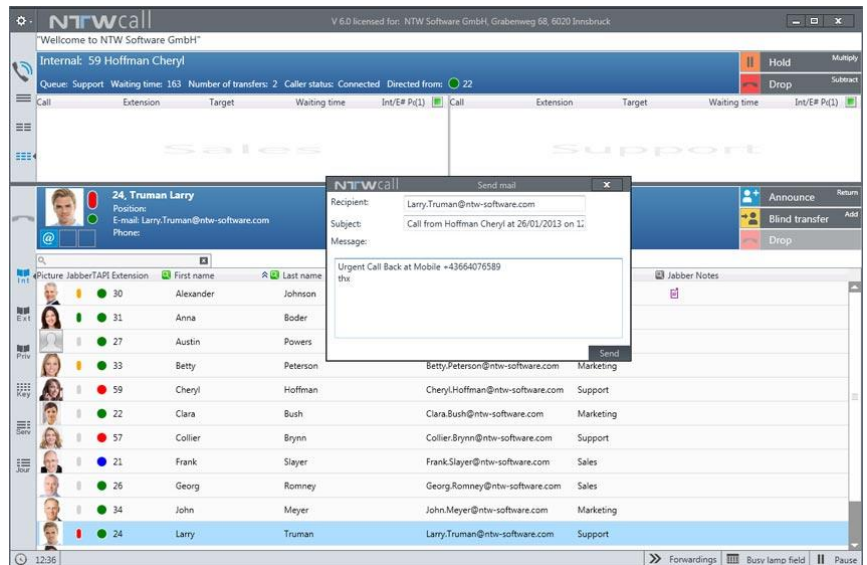 NTWcall
V 6.0 licensed for: NTW Software GmbH, Grabenweg 68, 6020 Innsbruck
"Wellcome to NTW Software GmbH"
Internal: 59 Hoffman Cheryl
Hold Multiply
Queue: Support Waiting time: 163 Number of transfers: 2 Caller status: Connected Directed from: 22
Drop Subtract
Call Extension Target Waiting time Int/E# P(1) Call Extension Target Waiting time Int/E# P(1)
Sales Support
24, Truman Larry
Position:
E-mail: Larry.Truman@ntw-software.com
Phone:
@
Announce Return
Blind transfer Add
Drop
NTWcall Send mail x
Recipient: Larry.Truman@ntw-software.com
Subject: Call from Hoffman Cheryl at 26/01/2013 on 12
Message:
Urgent Call Back at Mobile +43664076589
thx
Send
Int
Ext
Priv
Key
Serv
Jour
Picture Jabber TAPI Extension First name Last name Jabber Notes
30 Alexander Johnson
31 Anna Boder
27 Austin Powers
33 Betty Peterson Betty.Peterson@ntw-software.com Marketing
59 Cheryl Hoffman Cheryl.Hoffman@ntw-software.com Support
22 Clara Bush Clara.Bush@ntw-software.com Marketing
57 Collier Brynn Collier.Brynn@ntw-software.com Support
21 Frank Slayer Frank.Slayer@ntw-software.com Sales
26 Georg Romney Georg.Romney@ntw-software.com Sales
34 John Meyer John.Meyer@ntw-software.com Marketing
24 Larry Truman Larry.Truman@ntw-software.com Support
12:36 Forwardings Busy lamp field Pause